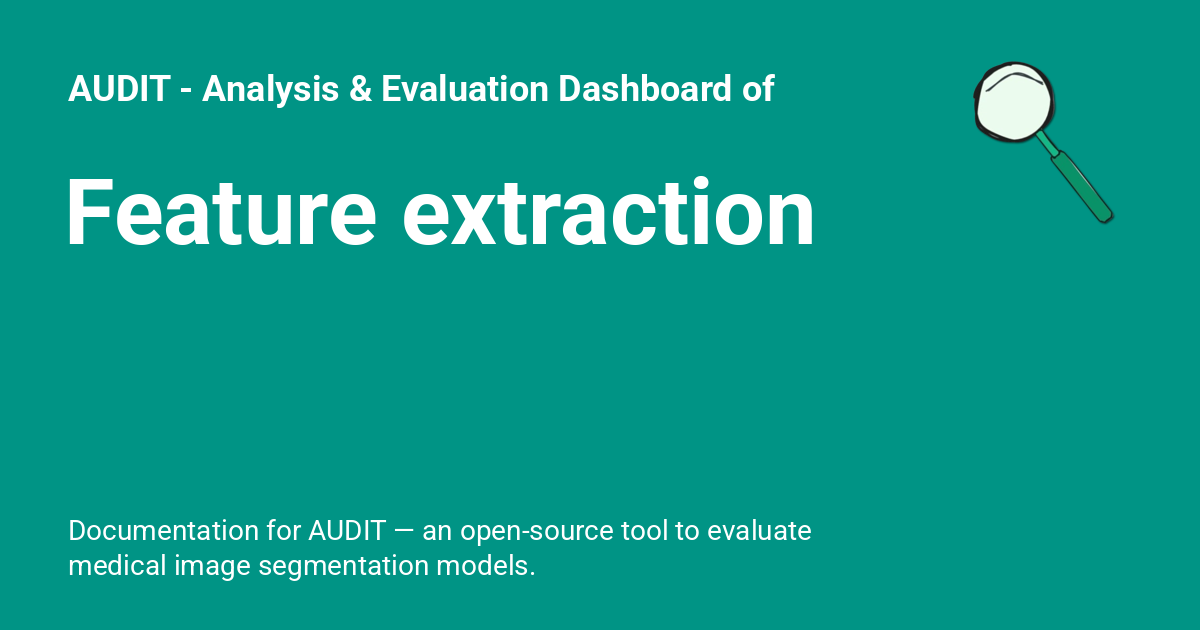 AUDIT - Analysis & Evaluation Dashboard of
Feature extraction
Documentation for AUDIT — an open-source tool to evaluate
medical image segmentation models.